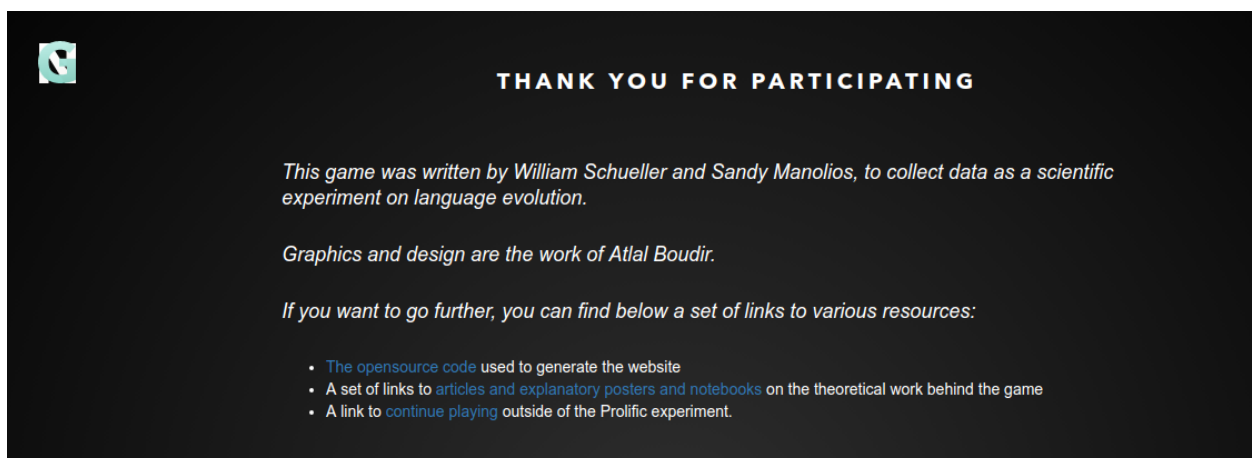 G
THANK YOU FOR PARTICIPATING
This game was written by William Schueller and Sandy Manolios, to collect data as a scientific
experiment on language evolution.
Graphics and design are the work of Atlal Boudir.
If you want to go further, you can find below a set of links to various resources:
• The opensource code used to generate the website
• A set of links to articles and explanatory posters and notebooks on the theoretical work behind the game
• A link to continue playing outside of the Prolific experiment.